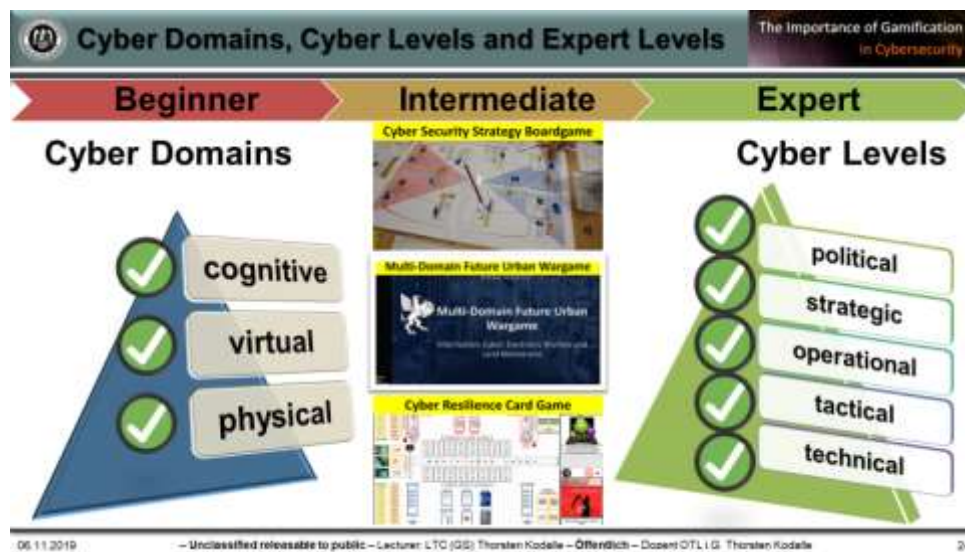 Cyber Domains, Cyber Levels and Expert Levels
The Importance of Gamification
in Cybersecurity
Beginner
Intermediate
Expert
Cyber Domains
cognitive
virtual
physical
Cyber Security Strategy Boardgame
Multi-Domain Future Urban Wargame
Multi-Domain Future Urban
Wargame
Cyber Resilience Card Game
Cyber Levels
political
strategic
operational
tactical
technical
06.11.2019
– Unclassified releasable to public – Lecturer: LTC (GS) Thorsten Kodalle – Öffentlich – Dozent OTL i.G. Thorsten Kodalle